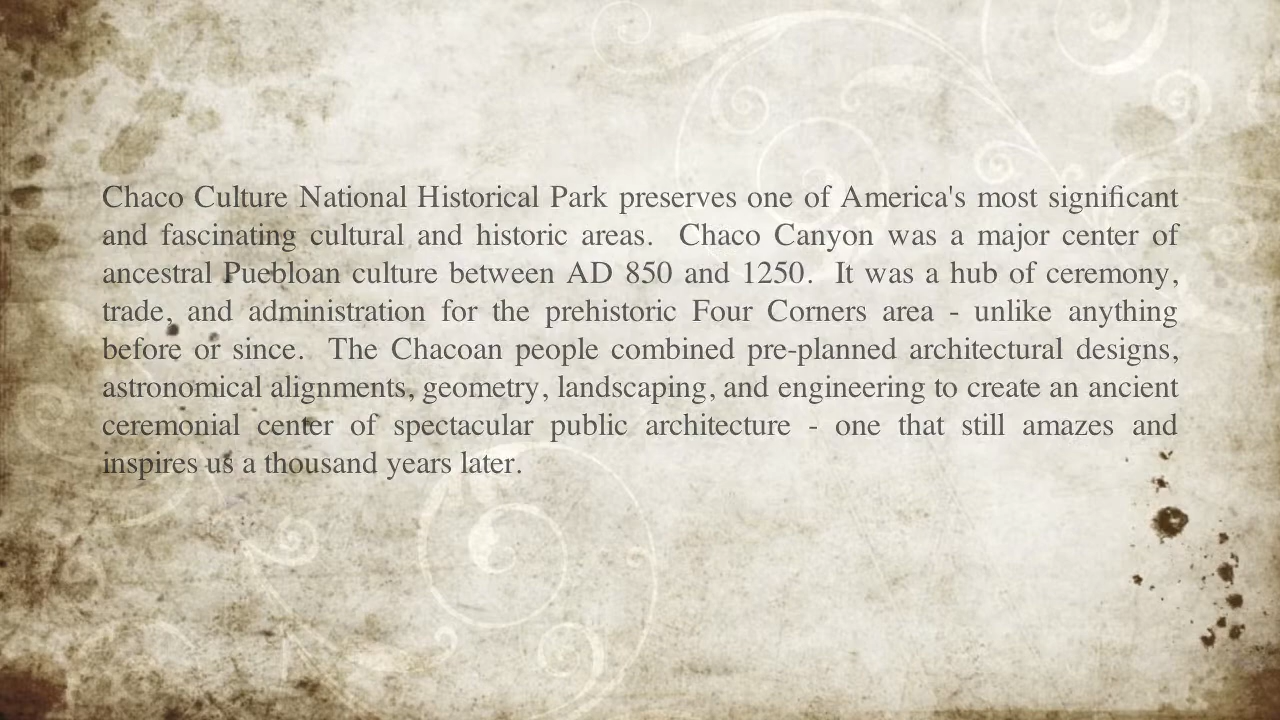 Chaco Culture National Historical Park preserves one of America's most significant
and fascinating cultural and historic areas.  Chaco Canyon was a major center of
ancestral Puebloan culture between AD 850 and 1250.  It was a hub of ceremony,
trade, and administration for the prehistoric Four Corners area - unlike anything
before or since.  The Chacoan people combined pre-planned architectural designs,
astronomical alignments, geometry, landscaping, and engineering to create an ancient
ceremonial center of spectacular public architecture - one that still amazes and
inspires us a thousand years later.